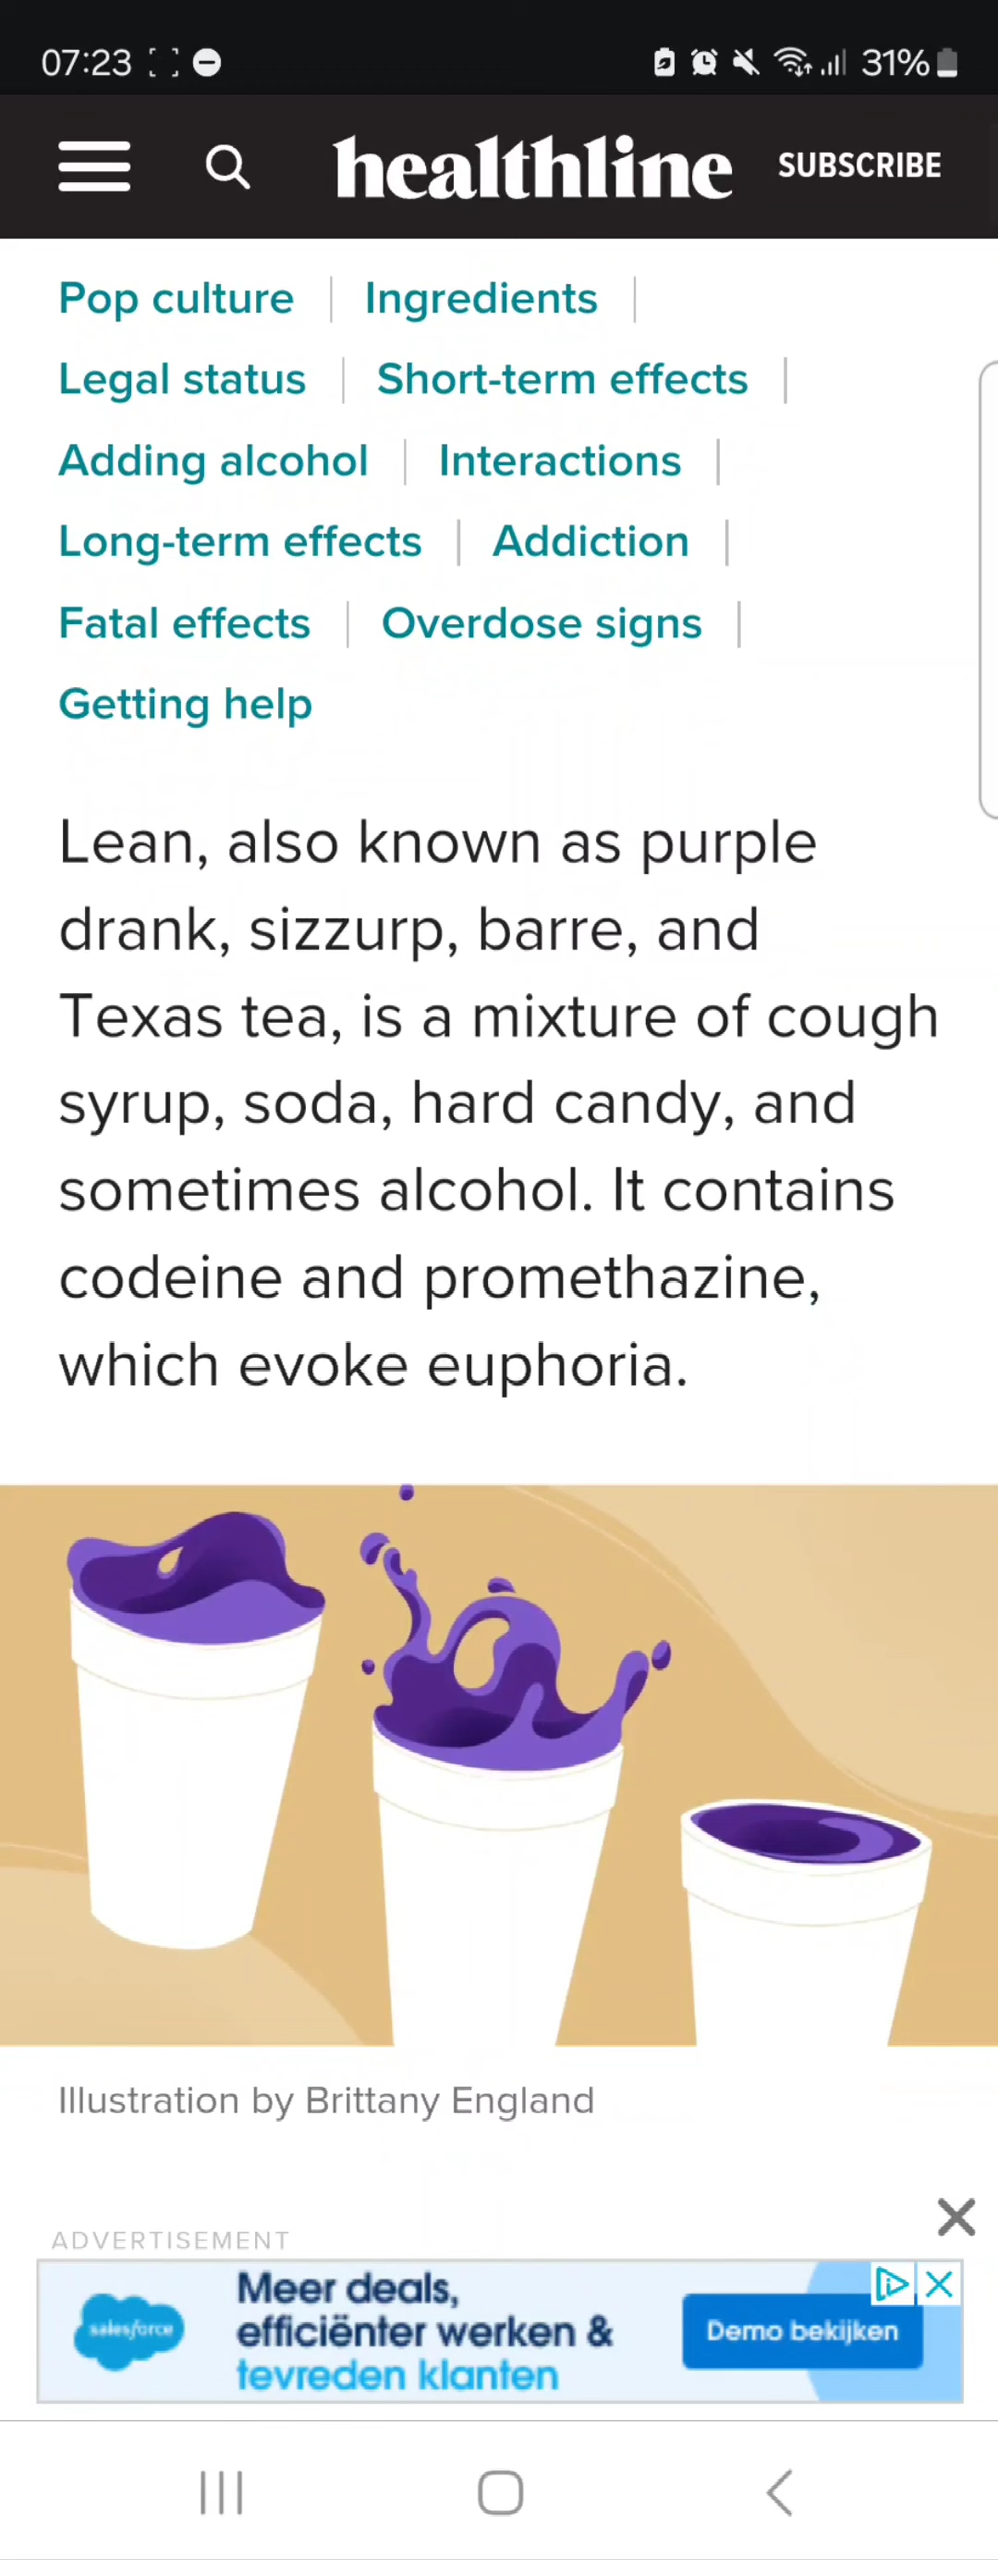 07:23
31%
healthline SUBSCRIBE
Pop culture | Ingredients |
Legal status | Short-term effects |
Adding alcohol | Interactions |
Long-term effects | Addiction |
Fatal effects | Overdose signs |
Getting help
Lean, also known as purple
drank, sizzurp, barre, and
Texas tea, is a mixture of cough
syrup, soda, hard candy, and
sometimes alcohol. It contains
codeine and promethazine,
which evoke euphoria.
Illustration by Brittany England
ADVERTISEMENT
salesforce
Meer deals,
efficiënter werken &
tevreden klanten
Demo bekijken